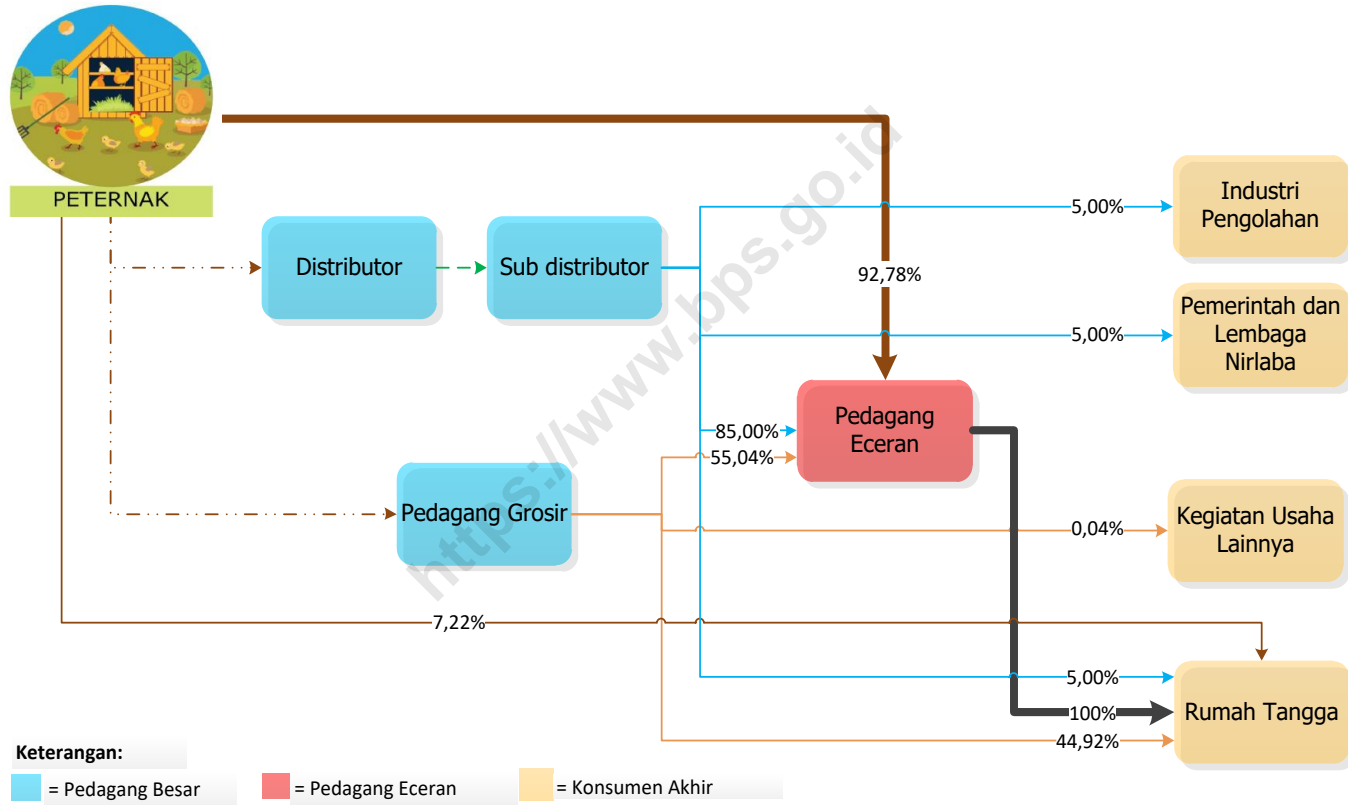 PETERNAK
Distributor
Sub distributor
Pedagang Grosir
Pedagang
Eceran
Industri
Pengolahan
Pemerintah dan
Lembaga
Nirlaba
Kegiatan Usaha
Lainnya
Rumah Tangga
5,00%
92,78%
5,00%
85,00%
55,04%
0,04%
7,22%
5,00%
100%
44,92%
https://www.bps.go.id
Keterangan:
= Pedagang Besar
= Pedagang Eceran
= Konsumen Akhir